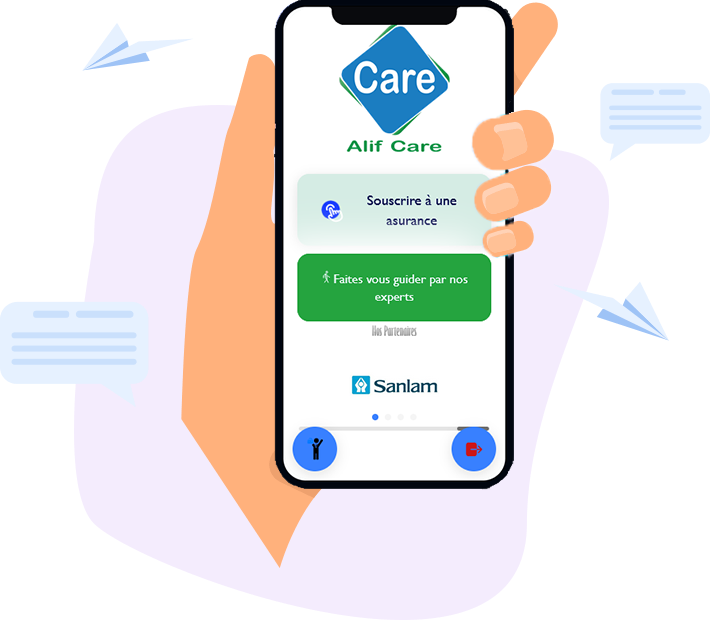 Care
Alif Care
Souscrire à une
asurance
Faites vous guider par nos
experts
Nos Partenaires
Sanlam